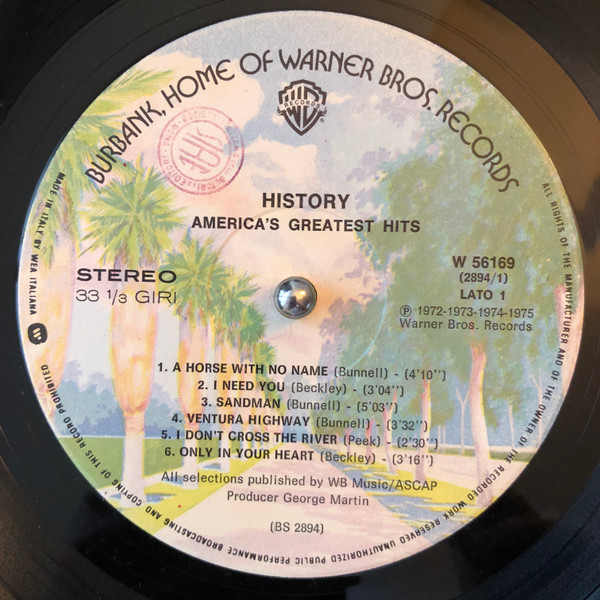 BURBANK, HOME OF WARNER BROS. RECORDS
WB
RECORDS
HISTORY
AMERICA'S GREATEST HITS
STEREO
33 1/3 GIRI
W 56169
(2894/1)
LATO 1
Ⓟ 1972-1973-1974-1975
Warner Bros. Records
1. A HORSE WITH NO NAME (Bunnell) - (4'10")
2. I NEED YOU (Beckley) - (3'04")
3. SANDMAN (Bunnell) - (5'03")
4. VENTURA HIGHWAY (Bunnell) - (3'32")
5. I DON'T CROSS THE RIVER (Peek) - (2'30")
6. ONLY IN YOUR HEART (Beckley) - (3'16")
All selections published by WB Music/ASCAP
Producer George Martin
(BS 2894)
MADE IN ITALY BY WEA ITALIANA
ALL RIGHTS OF THE MANUFACTURER AND OF THE OWNER OF THE RECORDED WORK RESERVED UNAUTHORIZED PUBLIC PERFORMANCE BROADCASTING AND COPYING OF THIS RECORD PROHIBITED